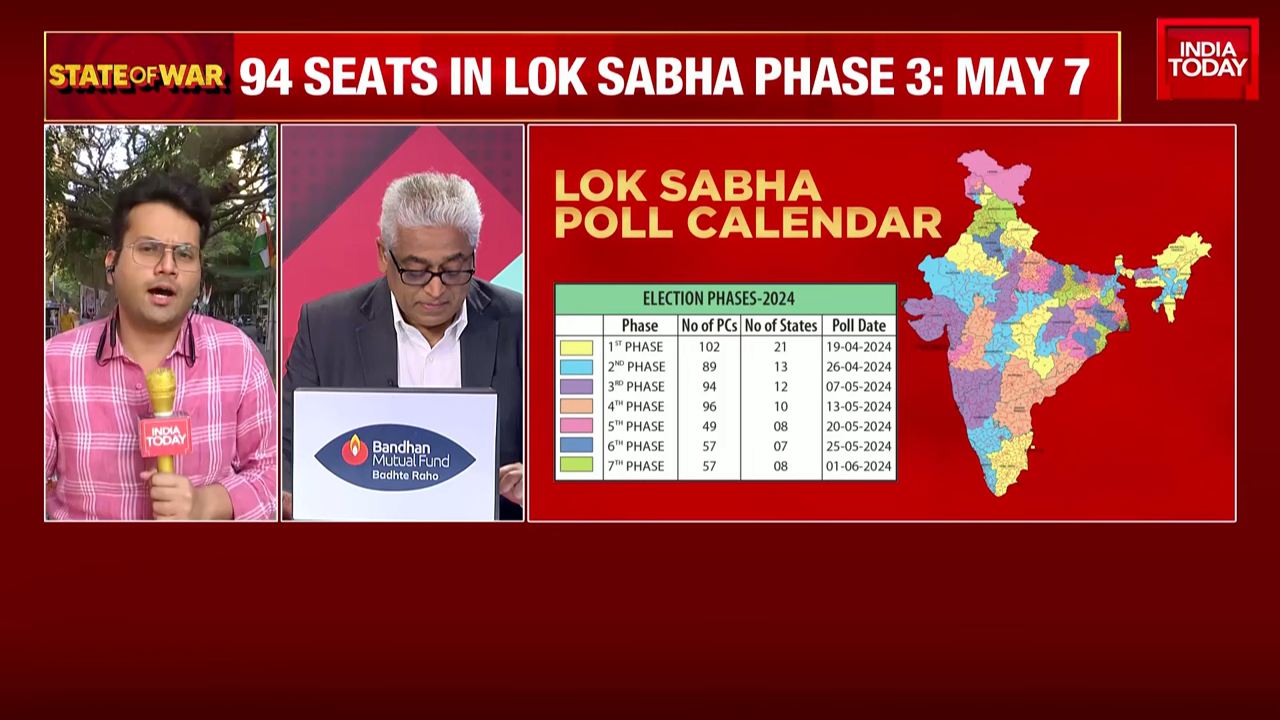 STATE OF WAR
94 SEATS IN LOK SABHA PHASE 3: MAY 7
INDIA
TODAY
LOK SABHA
POLL CALENDAR
ELECTION PHASES-2024
Phase No of PCs No of States Poll Date
1ST PHASE 102 21 19-04-2024
2ND PHASE 89 13 26-04-2024
3RD PHASE 94 12 07-05-2024
4TH PHASE 96 10 13-05-2024
5TH PHASE 49 08 20-05-2024
6TH PHASE 57 07 25-05-2024
7TH PHASE 57 08 01-06-2024
INDIA
TODAY
Bandhan
Mutual Fund
Badhte Raho